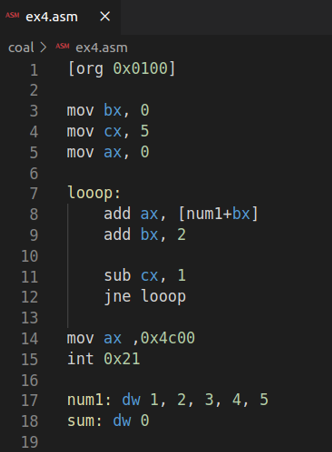 ASM ex4.asm ×
coal > ASM ex4.asm
1 [org 0x0100]
2
3 mov bx, 0
4 mov cx, 5
5 mov ax, 0
6
7 looop:
8 add ax, [num1+bx]
9 add bx, 2
10
11 sub cx, 1
12 jne looop
13
14 mov ax ,0x4c00
15 int 0x21
16
17 num1: dw 1, 2, 3, 4, 5
18 sum: dw 0
19